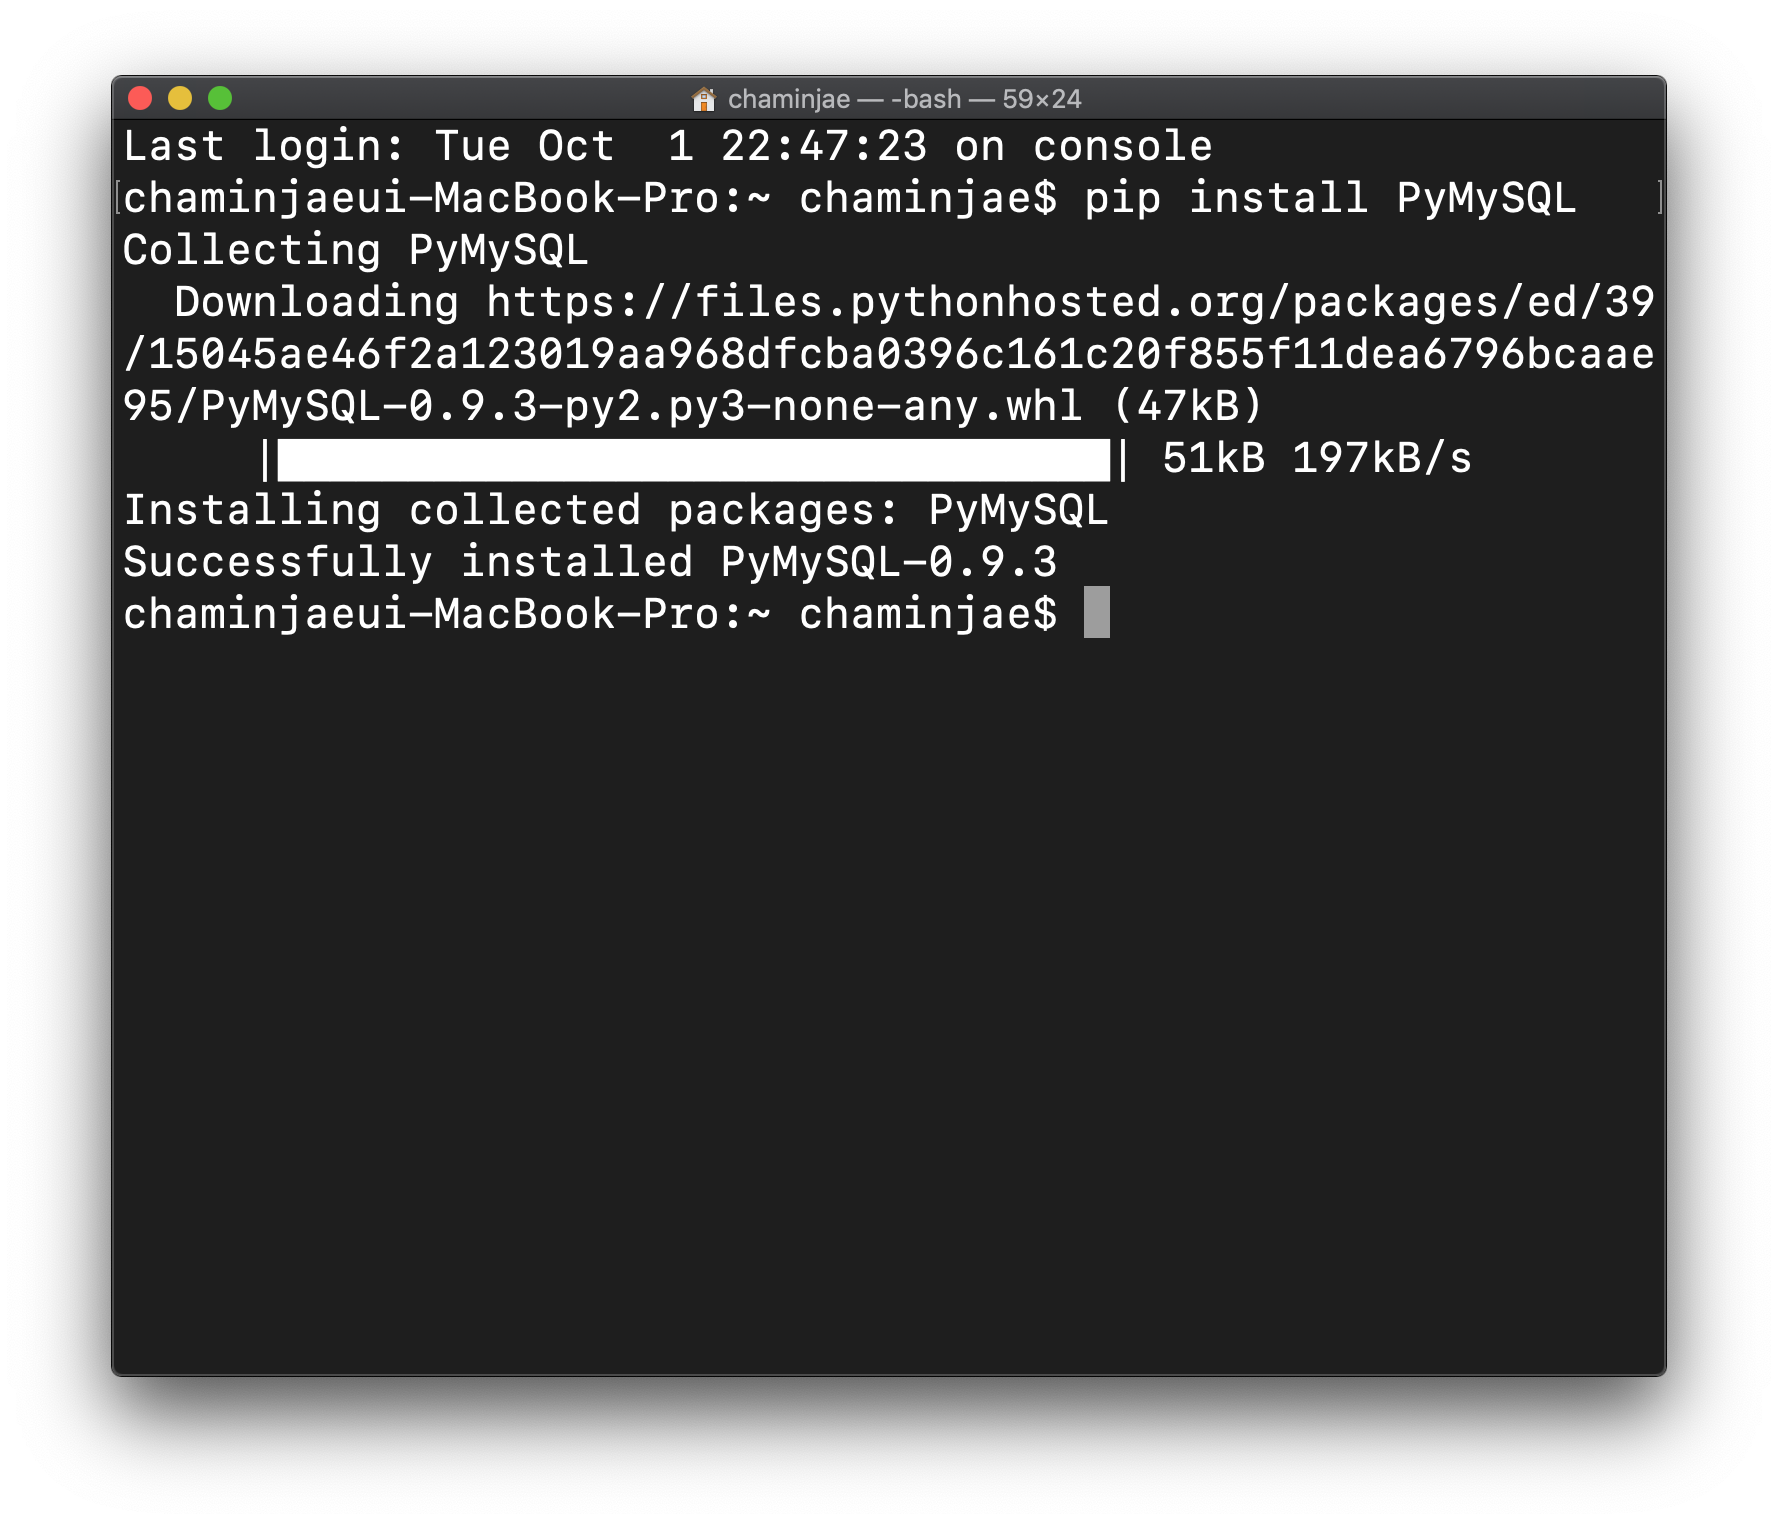 chaminjae — -bash — 59×24
Last login: Tue Oct  1 22:47:23 on console
[chaminjaeui-MacBook-Pro:~ chaminjae$ pip install PyMySQL   ]
Collecting PyMySQL
  Downloading https://files.pythonhosted.org/packages/ed/39
/15045ae46f2a123019aa968dfcba0396c161c20f855f11dea6796bcaae
95/PyMySQL-0.9.3-py2.py3-none-any.whl (47kB)
     |████████████████████████████████| 51kB 197kB/s
Installing collected packages: PyMySQL
Successfully installed PyMySQL-0.9.3
chaminjaeui-MacBook-Pro:~ chaminjae$